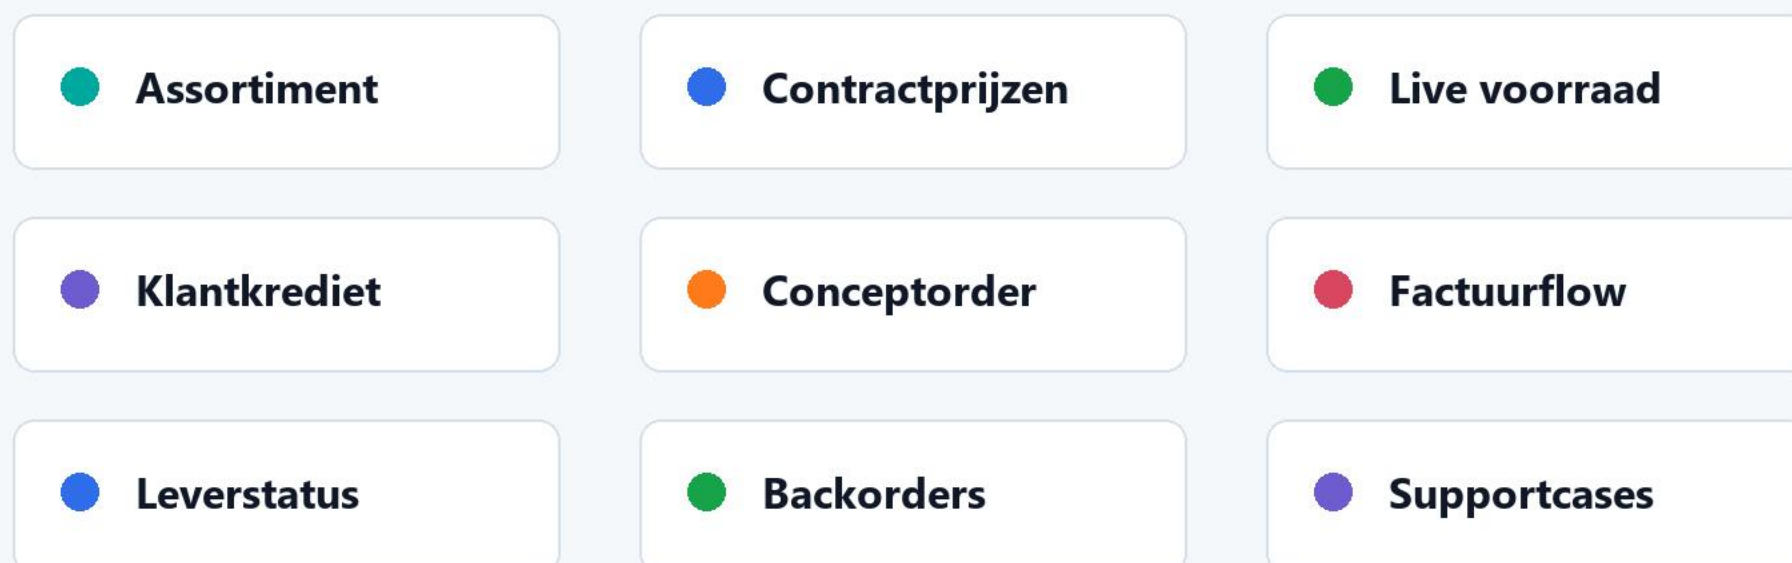 Assortiment
Contractprijzen
Live voorraad
Klantkrediet
Conceptorder
Factuurflow
Leverstatus
Backorders
Supportcases